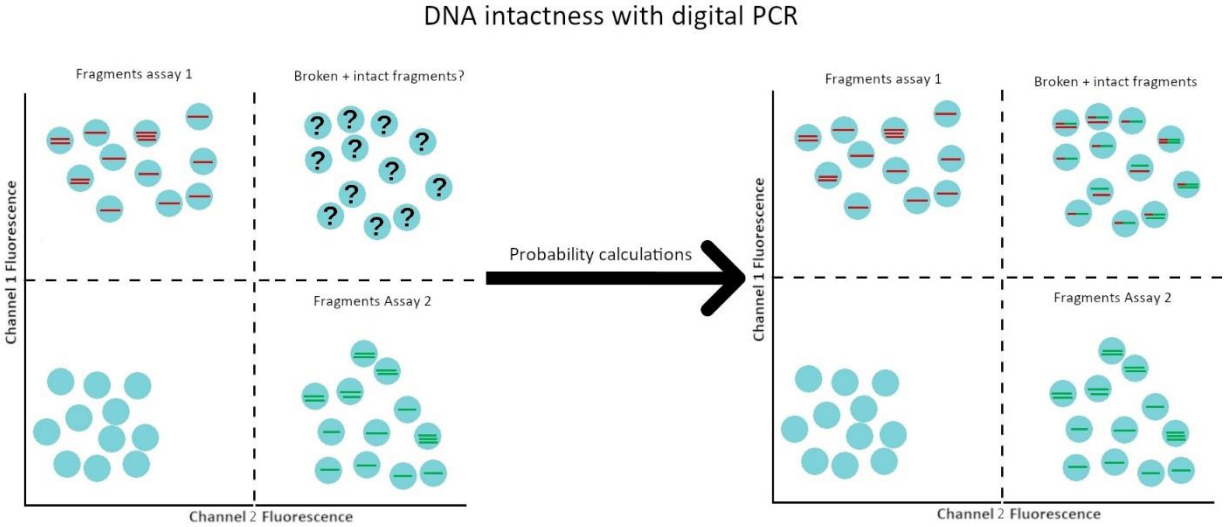 DNA intactness with digital PCR
Fragments assay 1
Broken + intact fragments?
? ? ? ?
? ? ? ?
? ? ? ?
Fragments Assay 2
Channel 1 Fluorescence
Channel 2 Fluorescence
Probability calculations
Fragments assay 1
Broken + intact fragments
Fragments Assay 2
Channel 1 Fluorescence
Channel 2 Fluorescence